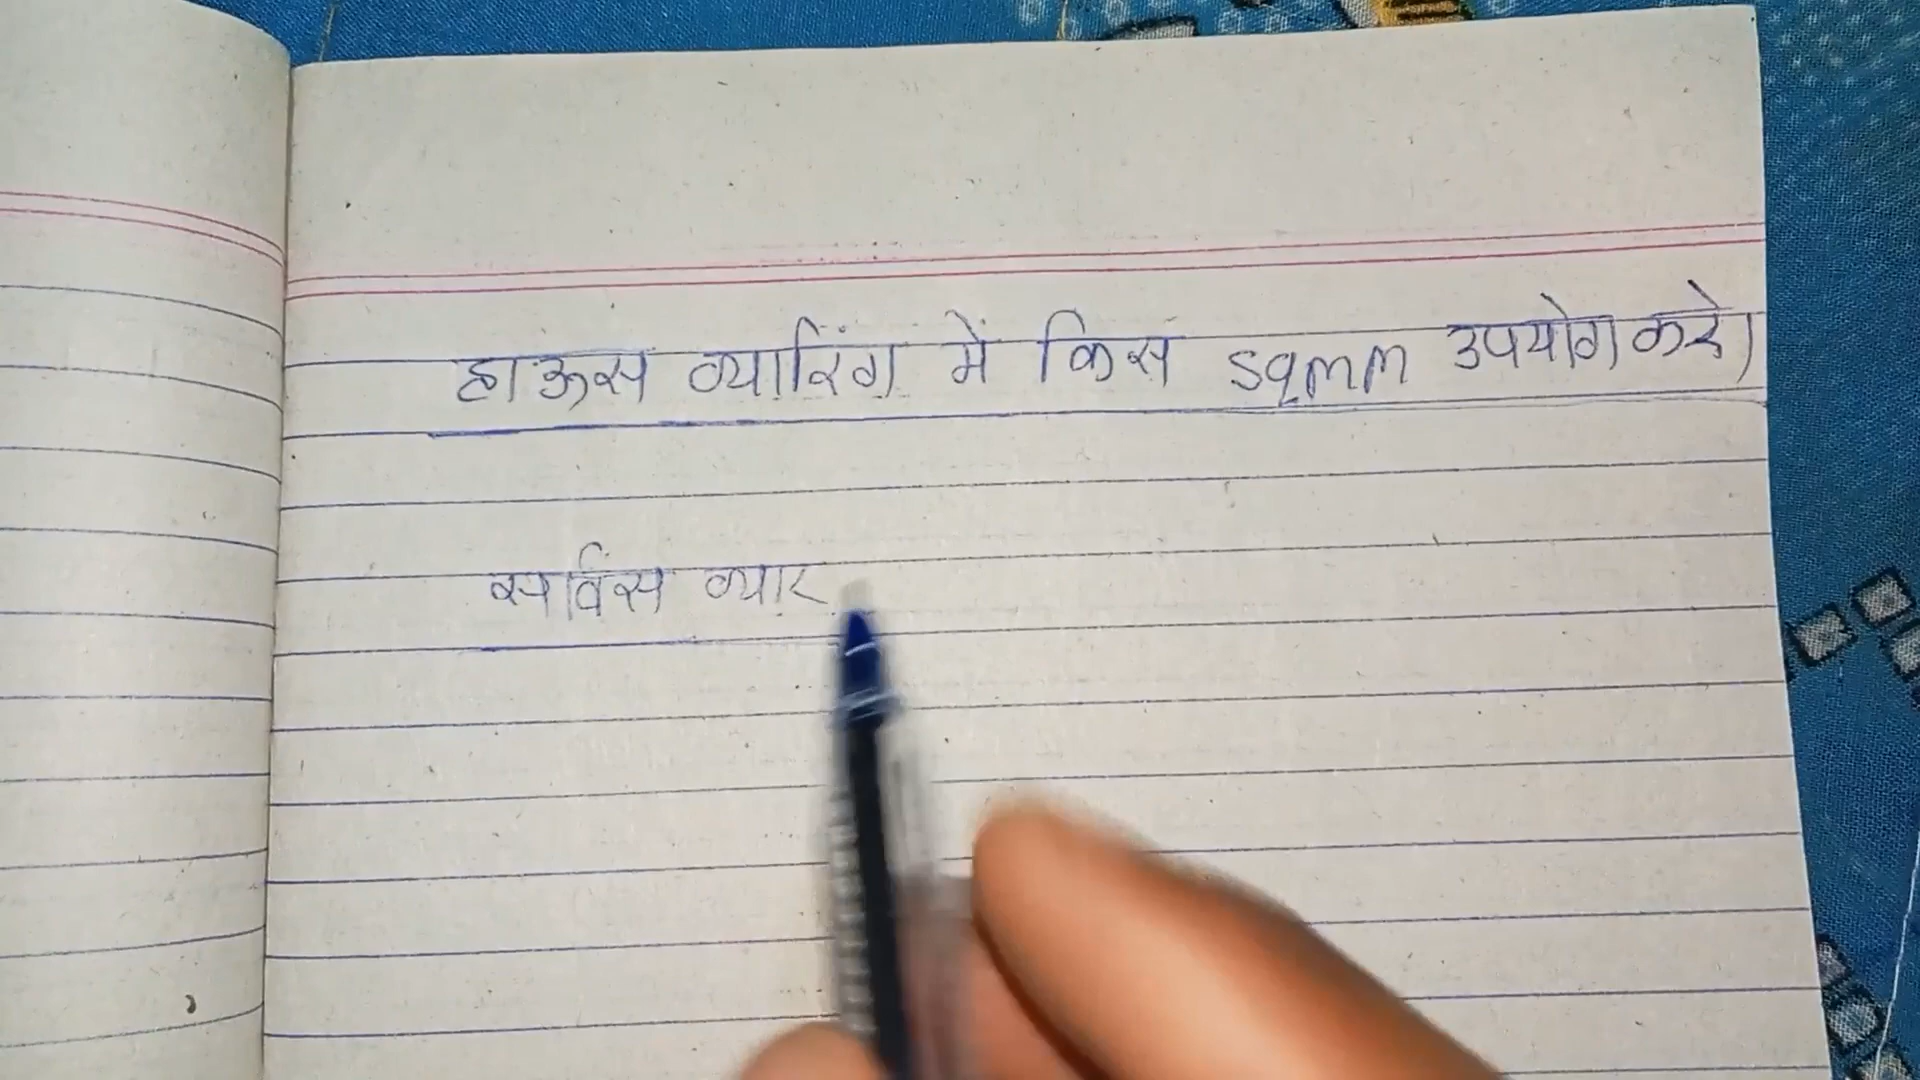 हाऊस व्यारिंग में किस sqmm उपयोग करे।
सर्विस व्यार